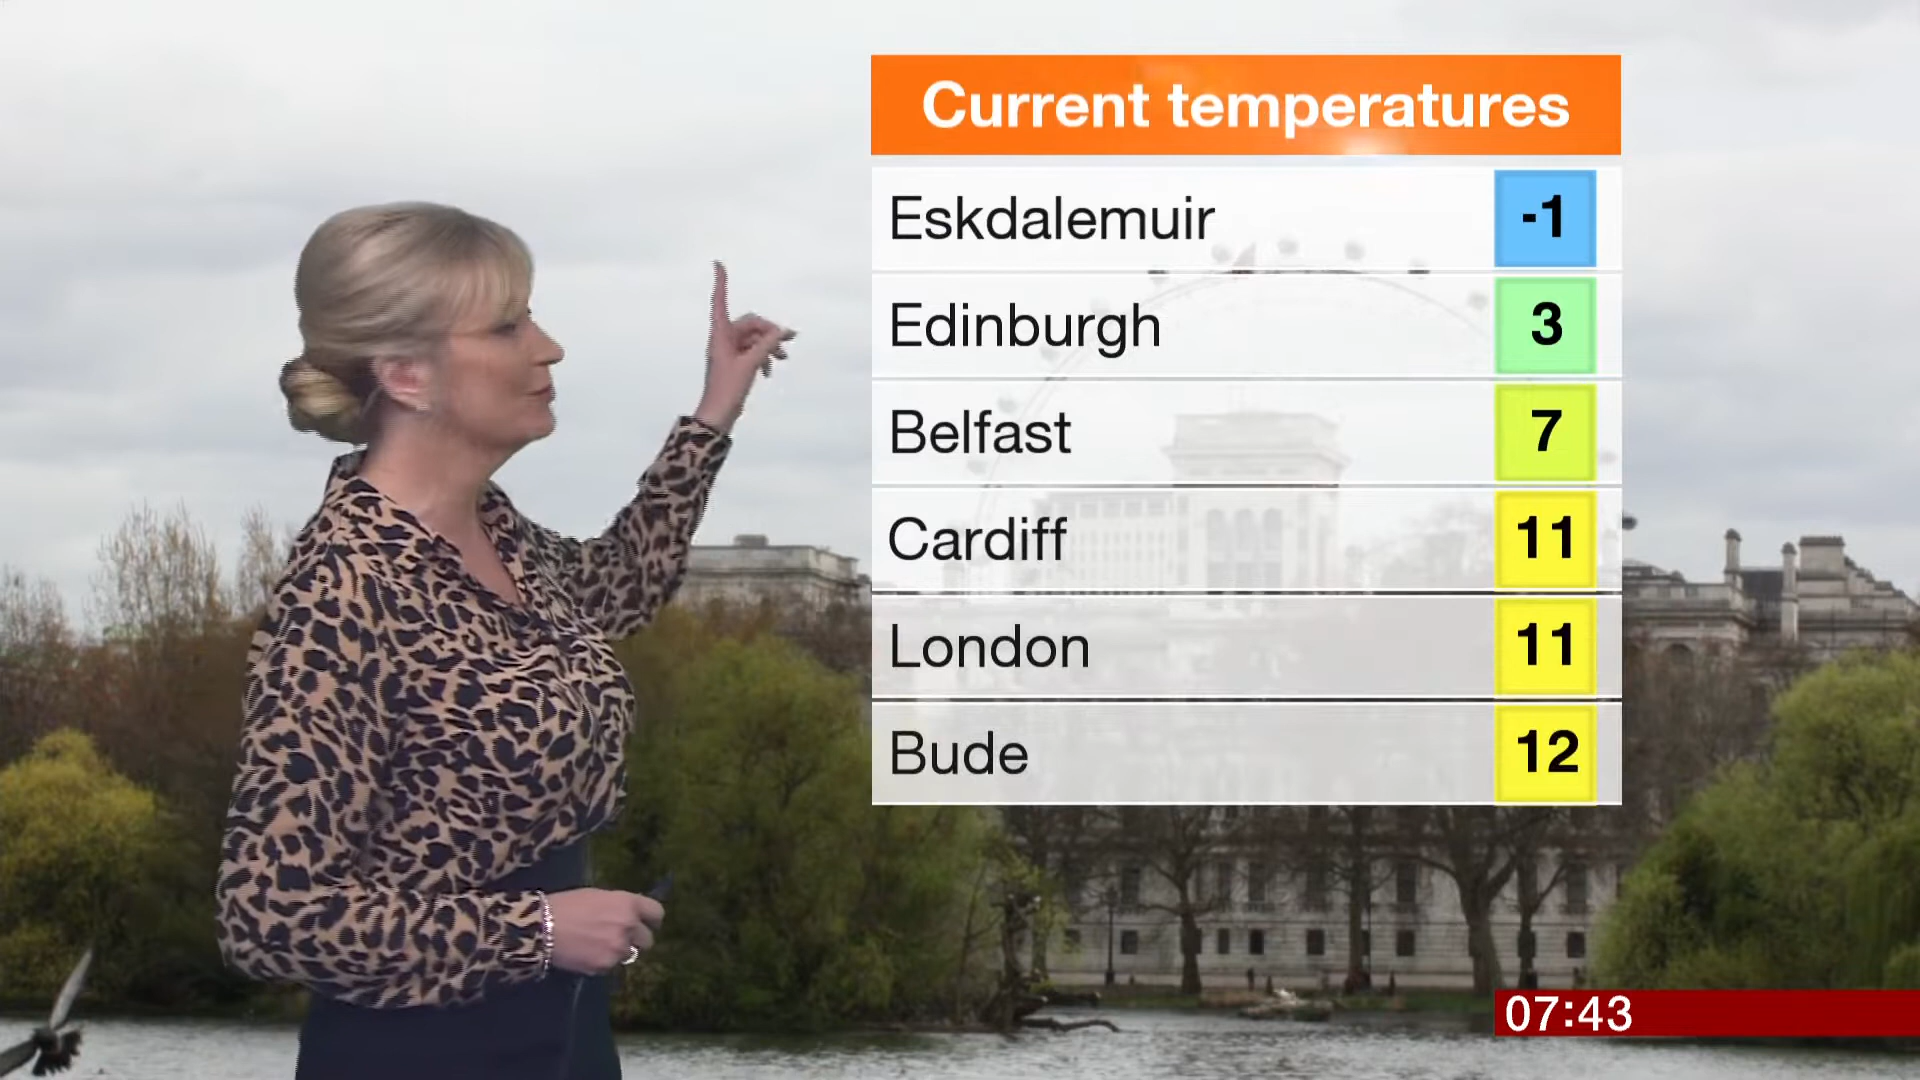 Current temperatures
Eskdalemuir -1
Edinburgh 3
Belfast 7
Cardiff 11
London 11
Bude 12
07:43